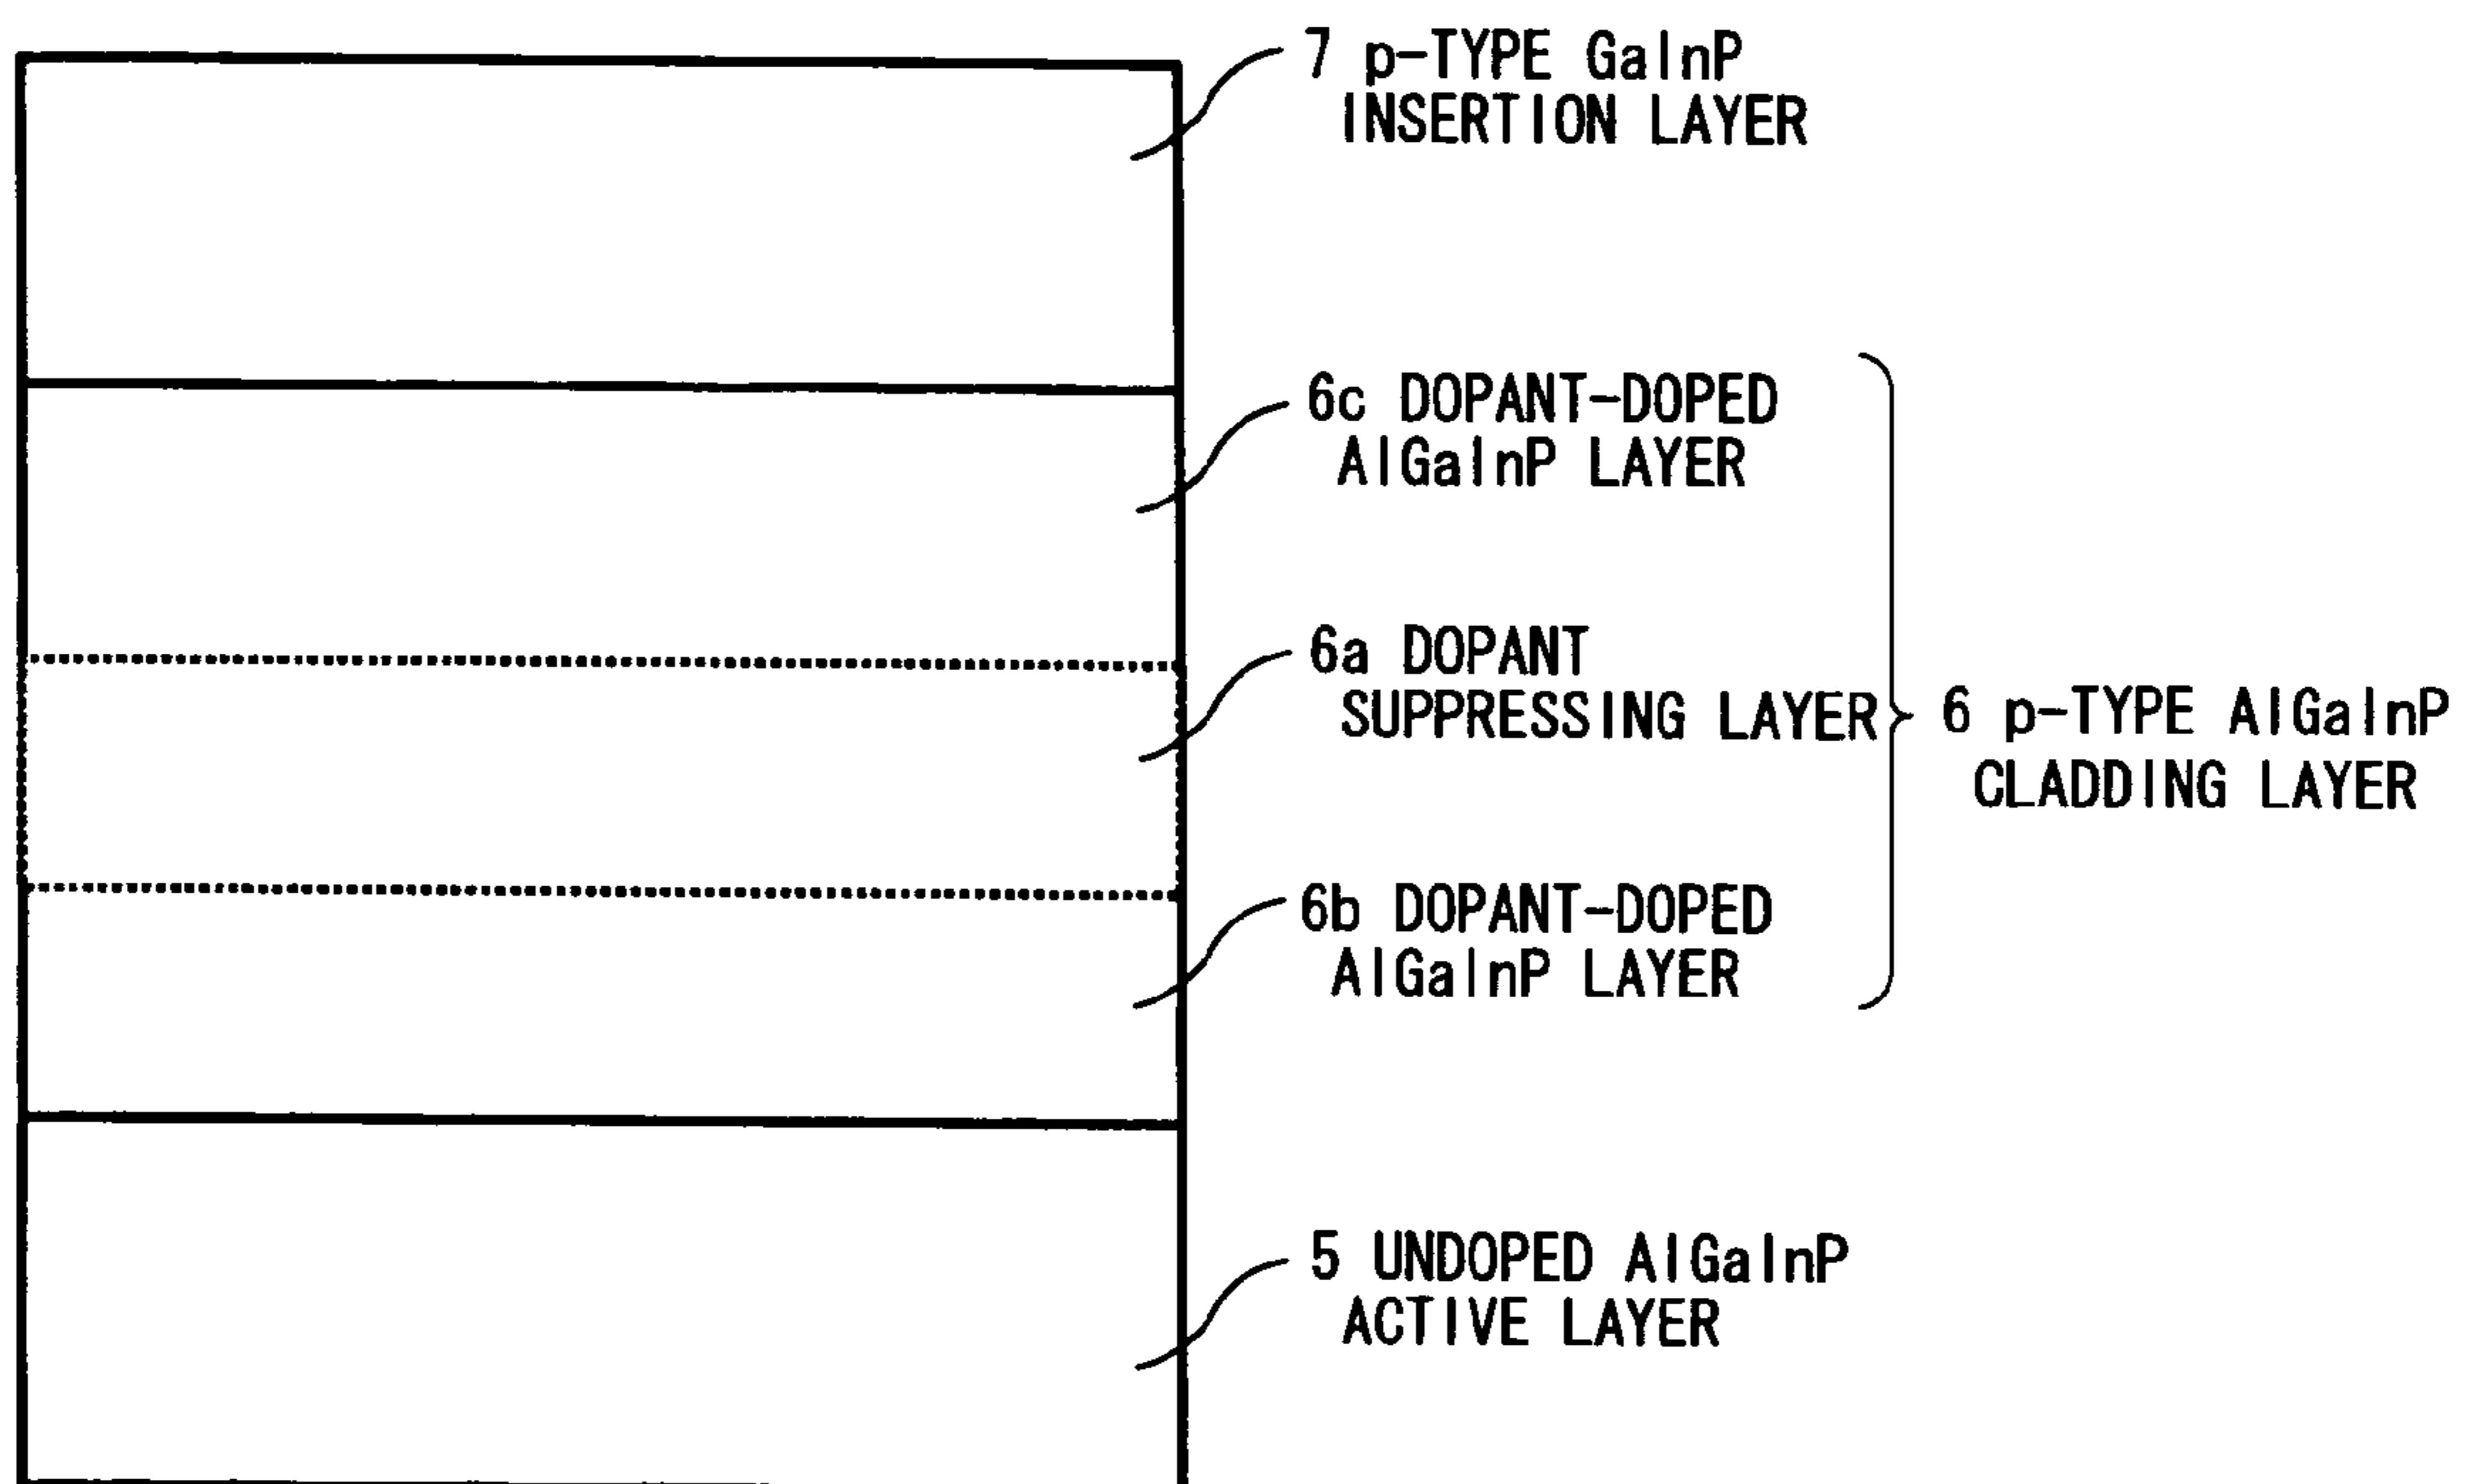 7 p-TYPE GaInP
INSERTION LAYER
6c DOPANT-DOPED
AlGaInP LAYER
6a DOPANT
SUPPRESSING LAYER
6 p-TYPE AlGaInP
CLADDING LAYER
6b DOPANT-DOPED
AlGaInP LAYER
5 UNDOPED AlGaInP
ACTIVE LAYER